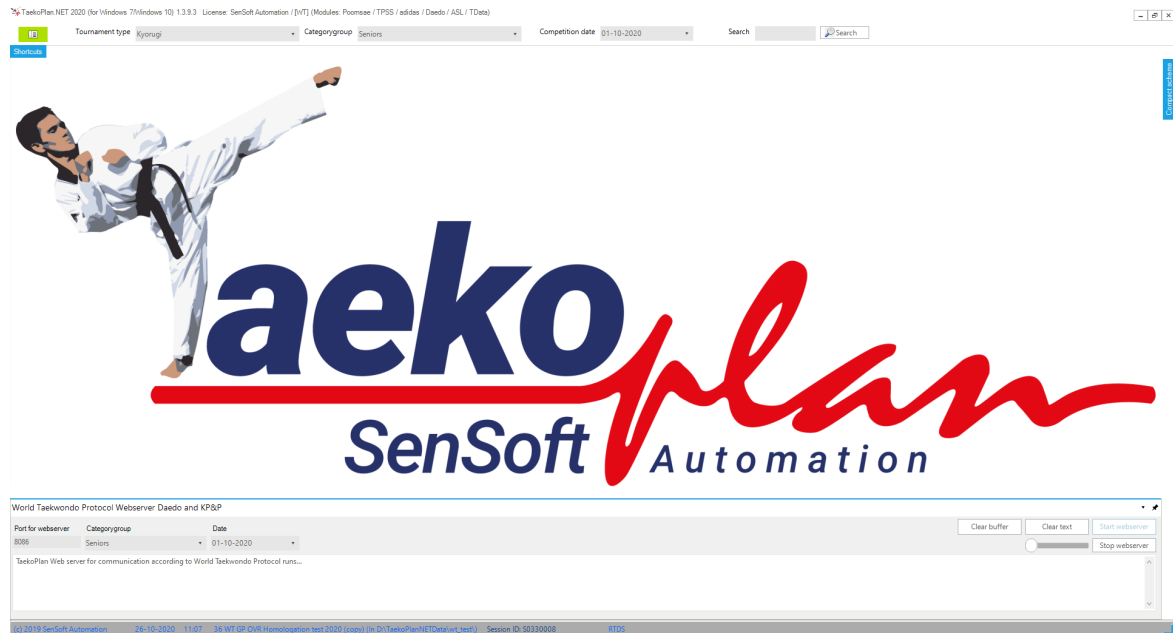 TaekoPlan.NET 2020 (for Windows 7/Windows 10) 1.3.9.3 License: SenSoft Automation / [WT] (Modules: Poomsae / TPSS / adidas / Daedo / ASL / TData)
Tournament type Kyorugi Categorygroup Seniors Competition date 01-10-2020 Search Search
Shortcuts
Compact scheme
Taekoplan
SenSoft Automation
World Taekwondo Protocol Webserver Daedo and KP&P
Port for webserver Categorygroup Date Clear buffer Clear text Start webserver
8086 Seniors 01-10-2020 Stop webserver
TaekoPlan Web server for communication according to World Taekwondo Protocol runs...
(c) 2019 SenSoft Automation 26-10-2020 11:07 36 WT GP OVR Homologation test 2020 (copy) (In D:\TaekoPlanNETData\wt_test\) Session ID: S0330008 RTDS